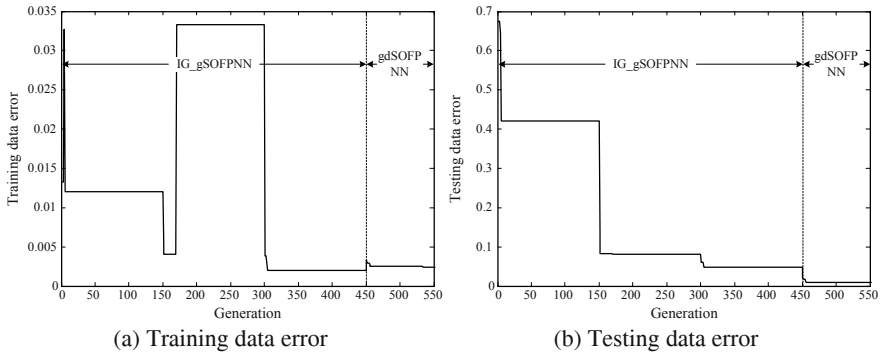 0.035
0.03
0.025
0.02
0.015
0.01
0.005
0
Training data error
IG_gSOFPNN
gdSOFP
NN
0 50 100 150 200 250 300 350 400 450 500 550
Generation
(a) Training data error
0.7
0.6
0.5
0.4
0.3
0.2
0.1
0
Testing data error
IG_gSOFPNN
gdSOFP
NN
0 50 100 150 200 250 300 350 400 450 500 550
Generation
(b) Testing data error